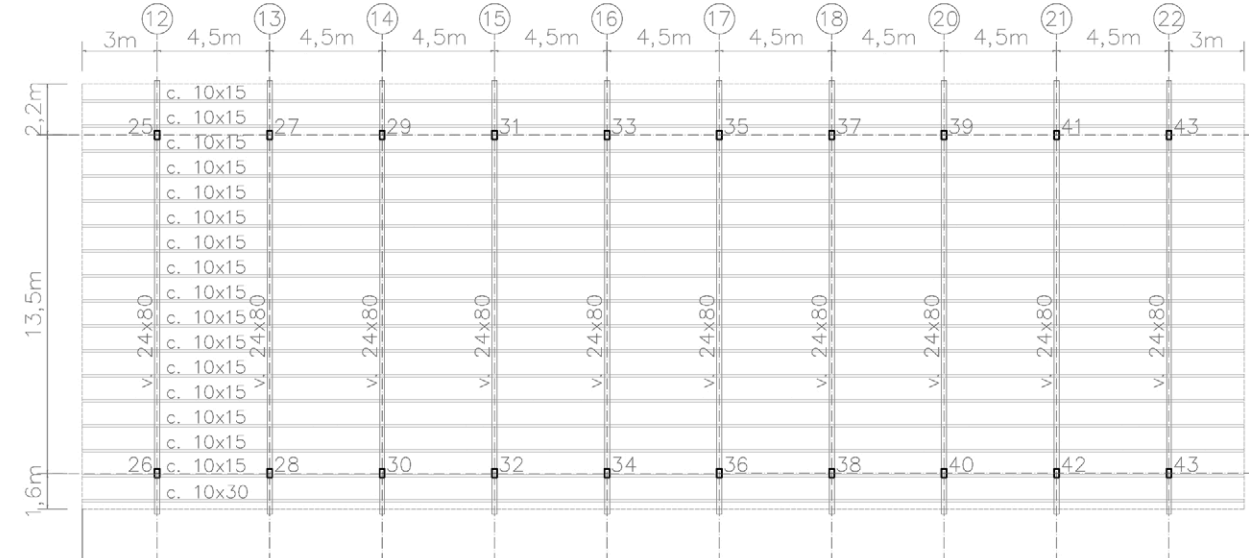 12 13 14 15 16 17 18 20 21 22
3m 4,5m 4,5m 4,5m 4,5m 4,5m 4,5m 4,5m 4,5m 4,5m 3m
2,2m
c. 10x15
c. 10x15
25 27 29 31 33 35 37 39 41 43
c. 10x15
c. 10x15
c. 10x15
c. 10x15
c. 10x15
c. 10x15
c. 10x15
c. 10x15
c. 10x15
c. 10x15
c. 10x15
c. 10x15
c. 10x15
13,5m
v. 24x80
v. 24x80
v. 24x80
v. 24x80
v. 24x80
v. 24x80
v. 24x80
v. 24x80
v. 24x80
v. 24x80
26 c. 10x15 28 30 32 34 36 38 40 42 43
1,6m
c. 10x30